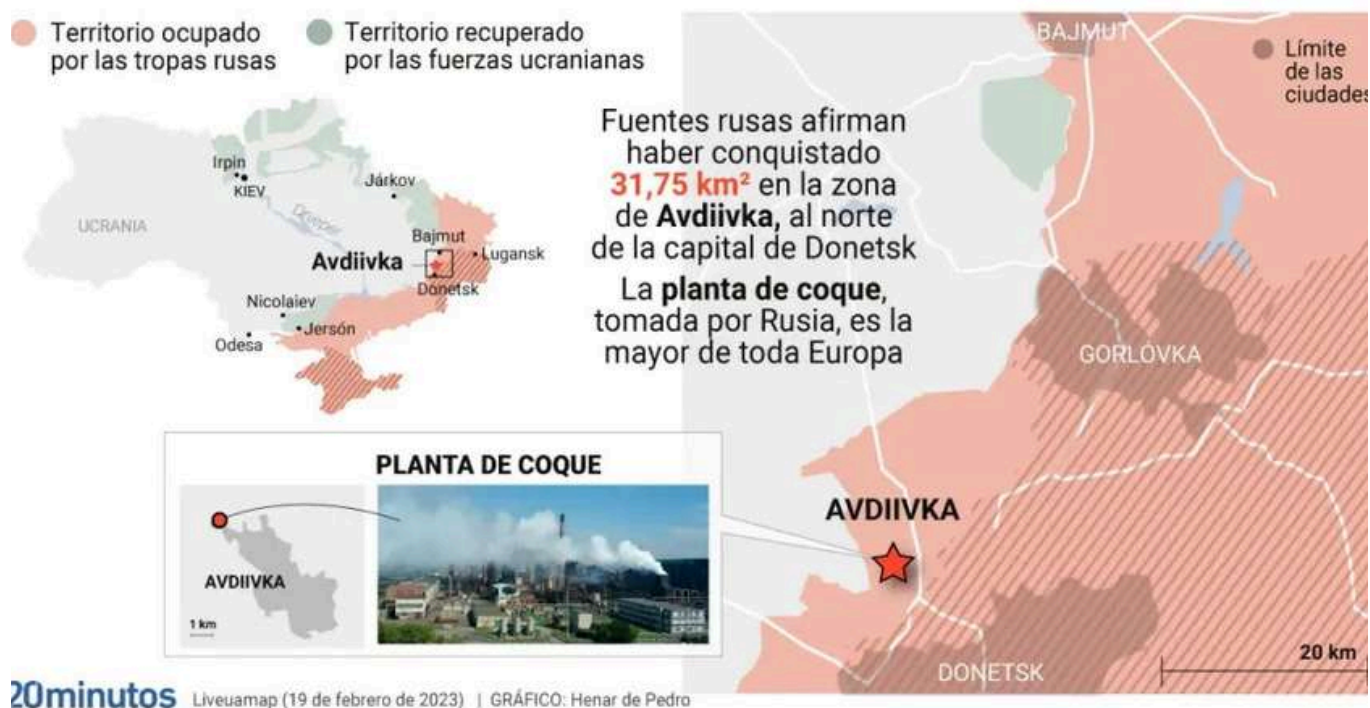 Territorio ocupado
por las tropas rusas
Territorio recuperado
por las fuerzas ucranianas
Irpin
KIEV
Járkov
UCRANIA
Dniéper
Bajmut
Lugansk
Avdiivka
Donetsk
Nicolaiev
Jersón
Odesa
Fuentes rusas afirman
haber conquistado
31,75 km² en la zona
de Avdiivka, al norte
de la capital de Donetsk
La planta de coque,
tomada por Rusia, es la
mayor de toda Europa
BAJMUT
Límite
de las
ciudades
GORLÓVKA
AVDIIVKA
DONETSK
20 km
PLANTA DE COQUE
AVDIIVKA
1 km
20minutos Liveuamap (19 de febrero de 2023) | GRÁFICO: Henar de Pedro